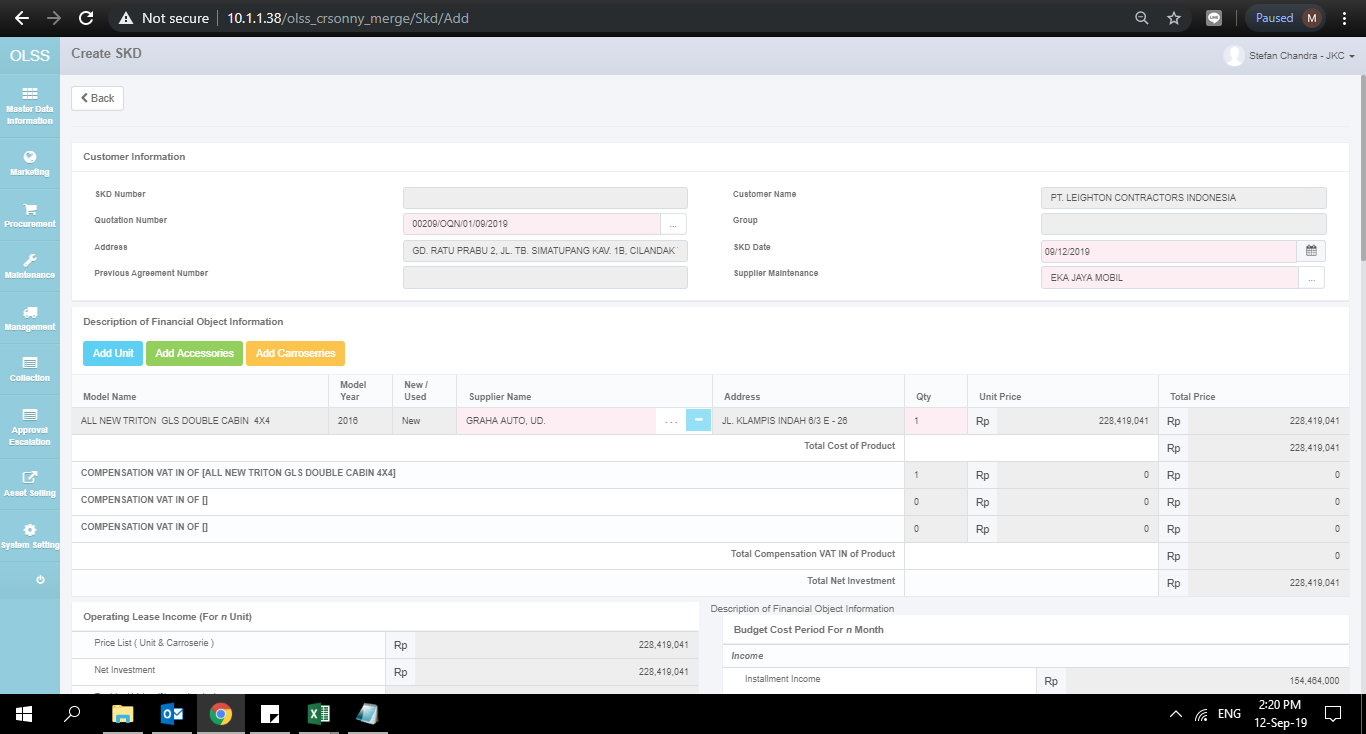 Not secure | 10.1.1.38/olss_crsonny_merge/Skd/Add
Paused M
OLSS
Create SKD
Stefan Chandra - JKC
Master Data Information
Marketing
Procurement
Maintenance
Management
Collection
Approval Escalation
Asset Selling
System Setting
Back
Customer Information
SKD Number
Customer Name PT. LEIGHTON CONTRACTORS INDONESIA
Quotation Number 00209/OQN/01/09/2019 ...
Group
Address GD. RATU PRABU 2, JL. TB. SIMATUPANG KAV. 1B, CILANDAK
SKD Date 09/12/2019
Previous Agreement Number
Supplier Maintenance EKA JAYA MOBIL ...
Description of Financial Object Information
Add Unit Add Accessories Add Carroserries
Model Name Model Year New / Used Supplier Name Address Qty Unit Price Total Price
ALL NEW TRITON GLS DOUBLE CABIN 4X4 2016 New GRAHA AUTO, UD. ... JL. KLAMPIS INDAH 6/3 E - 26 1 Rp 228,419,041 Rp 228,419,041
Total Cost of Product Rp 228,419,041
COMPENSATION VAT IN OF [ALL NEW TRITON GLS DOUBLE CABIN 4X4] 1 Rp 0 Rp 0
COMPENSATION VAT IN OF [] 0 Rp 0 Rp 0
COMPENSATION VAT IN OF [] 0 Rp 0 Rp 0
Total Compensation VAT IN of Product Rp 0
Total Net Investment Rp 228,419,041
Operating Lease Income (For n Unit)
Price List ( Unit & Carroserie ) Rp 228,419,041
Net Investment Rp 228,419,041
Description of Financial Object Information
Budget Cost Period For n Month
Income
Installment Income Rp 154,464,000
ENG
2:20 PM
12-Sep-19